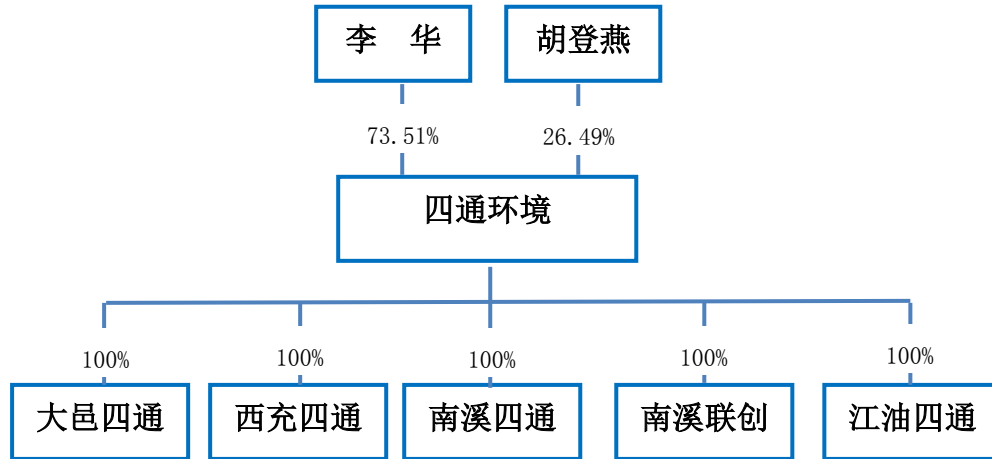 李　华 胡登燕
73.51% 26.49%
四通环境
100% 100% 100% 100% 100%
大邑四通 西充四通 南溪四通 南溪联创 江油四通